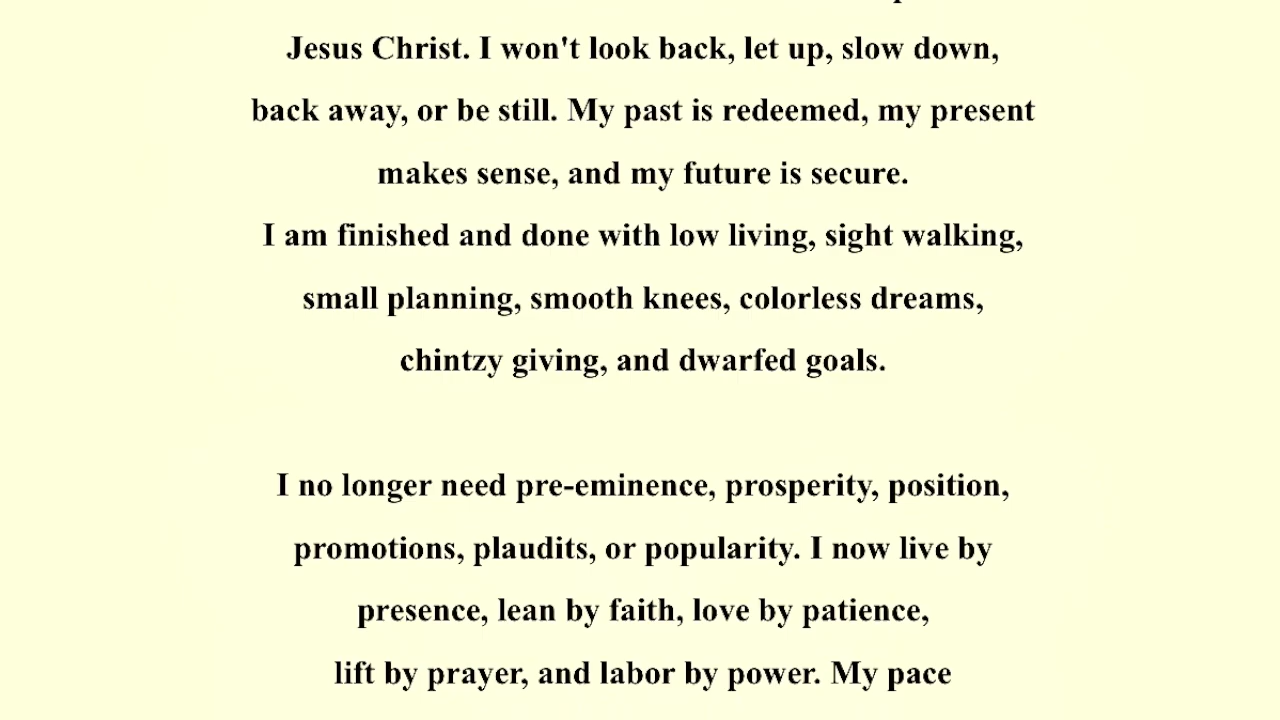 Jesus Christ. I won't look back, let up, slow down,
back away, or be still. My past is redeemed, my present
makes sense, and my future is secure.
I am finished and done with low living, sight walking,
small planning, smooth knees, colorless dreams,
chintzy giving, and dwarfed goals.
I no longer need pre-eminence, prosperity, position,
promotions, plaudits, or popularity. I now live by
presence, lean by faith, love by patience,
lift by prayer, and labor by power. My pace